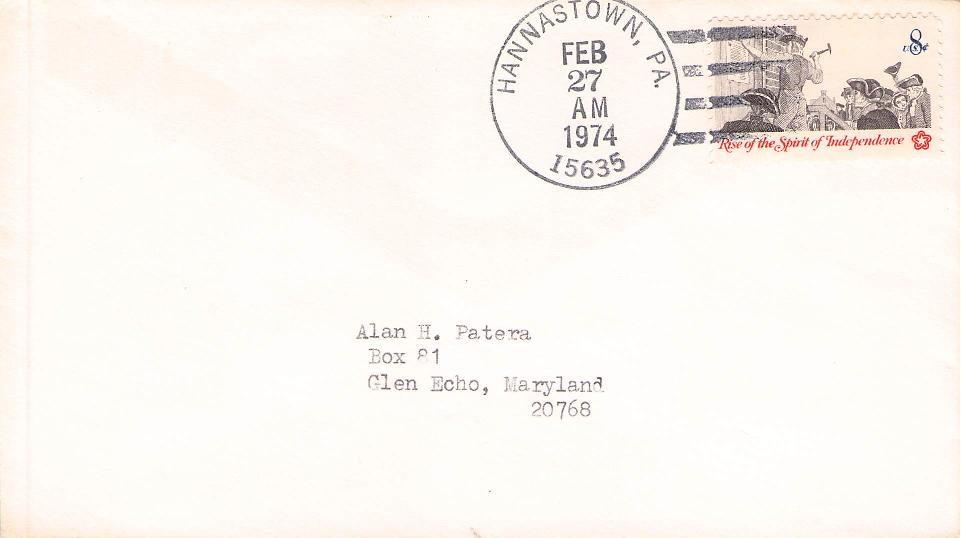 HANNASTOWN, PA.
FEB
27
AM
1974
15635
8
U.S. ¢
Rise of the Spirit of Independence
Alan H. Patera
Box 81
Glen Echo, Maryland
20768